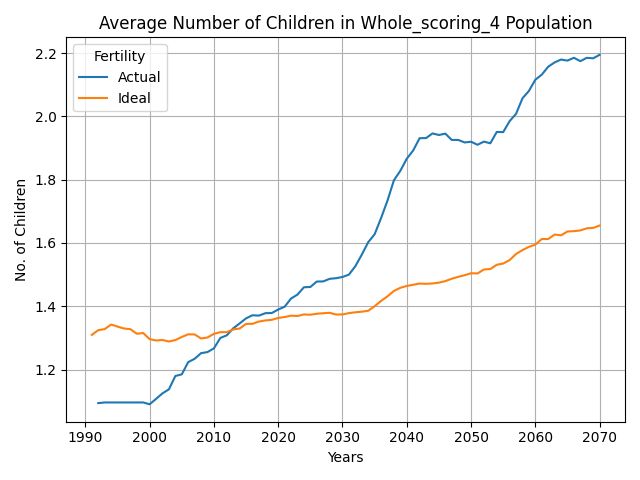 Average Number of Children in Whole_scoring_4 Population
Fertility
Actual
Ideal
No. of Children
2.2
2.0
1.8
1.6
1.4
1.2
1990 2000 2010 2020 2030 2040 2050 2060 2070
Years